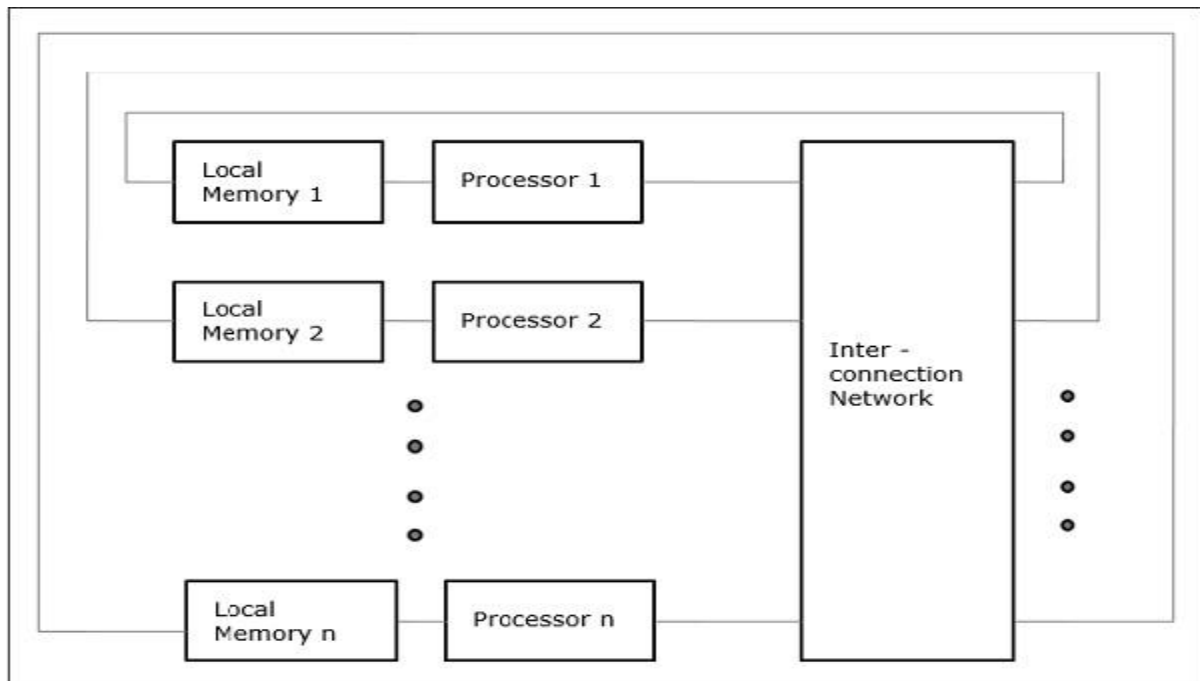 Local
Memory 1
Processor 1
Local
Memory 2
Processor 2
Inter -
connection
Network
Local
Memory n
Processor n